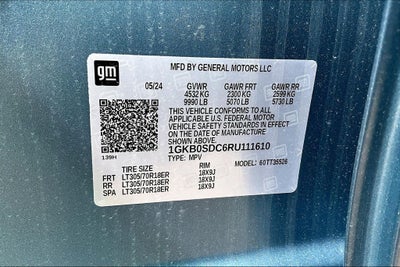 gm
MFD BY GENERAL MOTORS LLC
05/24 GVWR GAWR FRT GAWR RR
4532 KG 2300 KG 2599 KG
9990 LB 5070 LB 5730 LB
THIS VEHICLE CONFORMS TO ALL
APPLICABLE U.S. FEDERAL MOTOR
VEHICLE SAFETY STANDARDS IN EFFECT
ON THE DATE OF MANUFACTURE
SHOWN ABOVE.
1GKB0SDC6RU111610
139H TYPE: MPV 60TT35526
TIRE SIZE RIM
FRT LT305/70R18ER 18X9J
RR LT305/70R18ER 18X9J
SPA LT305/70R18ER 18X9J